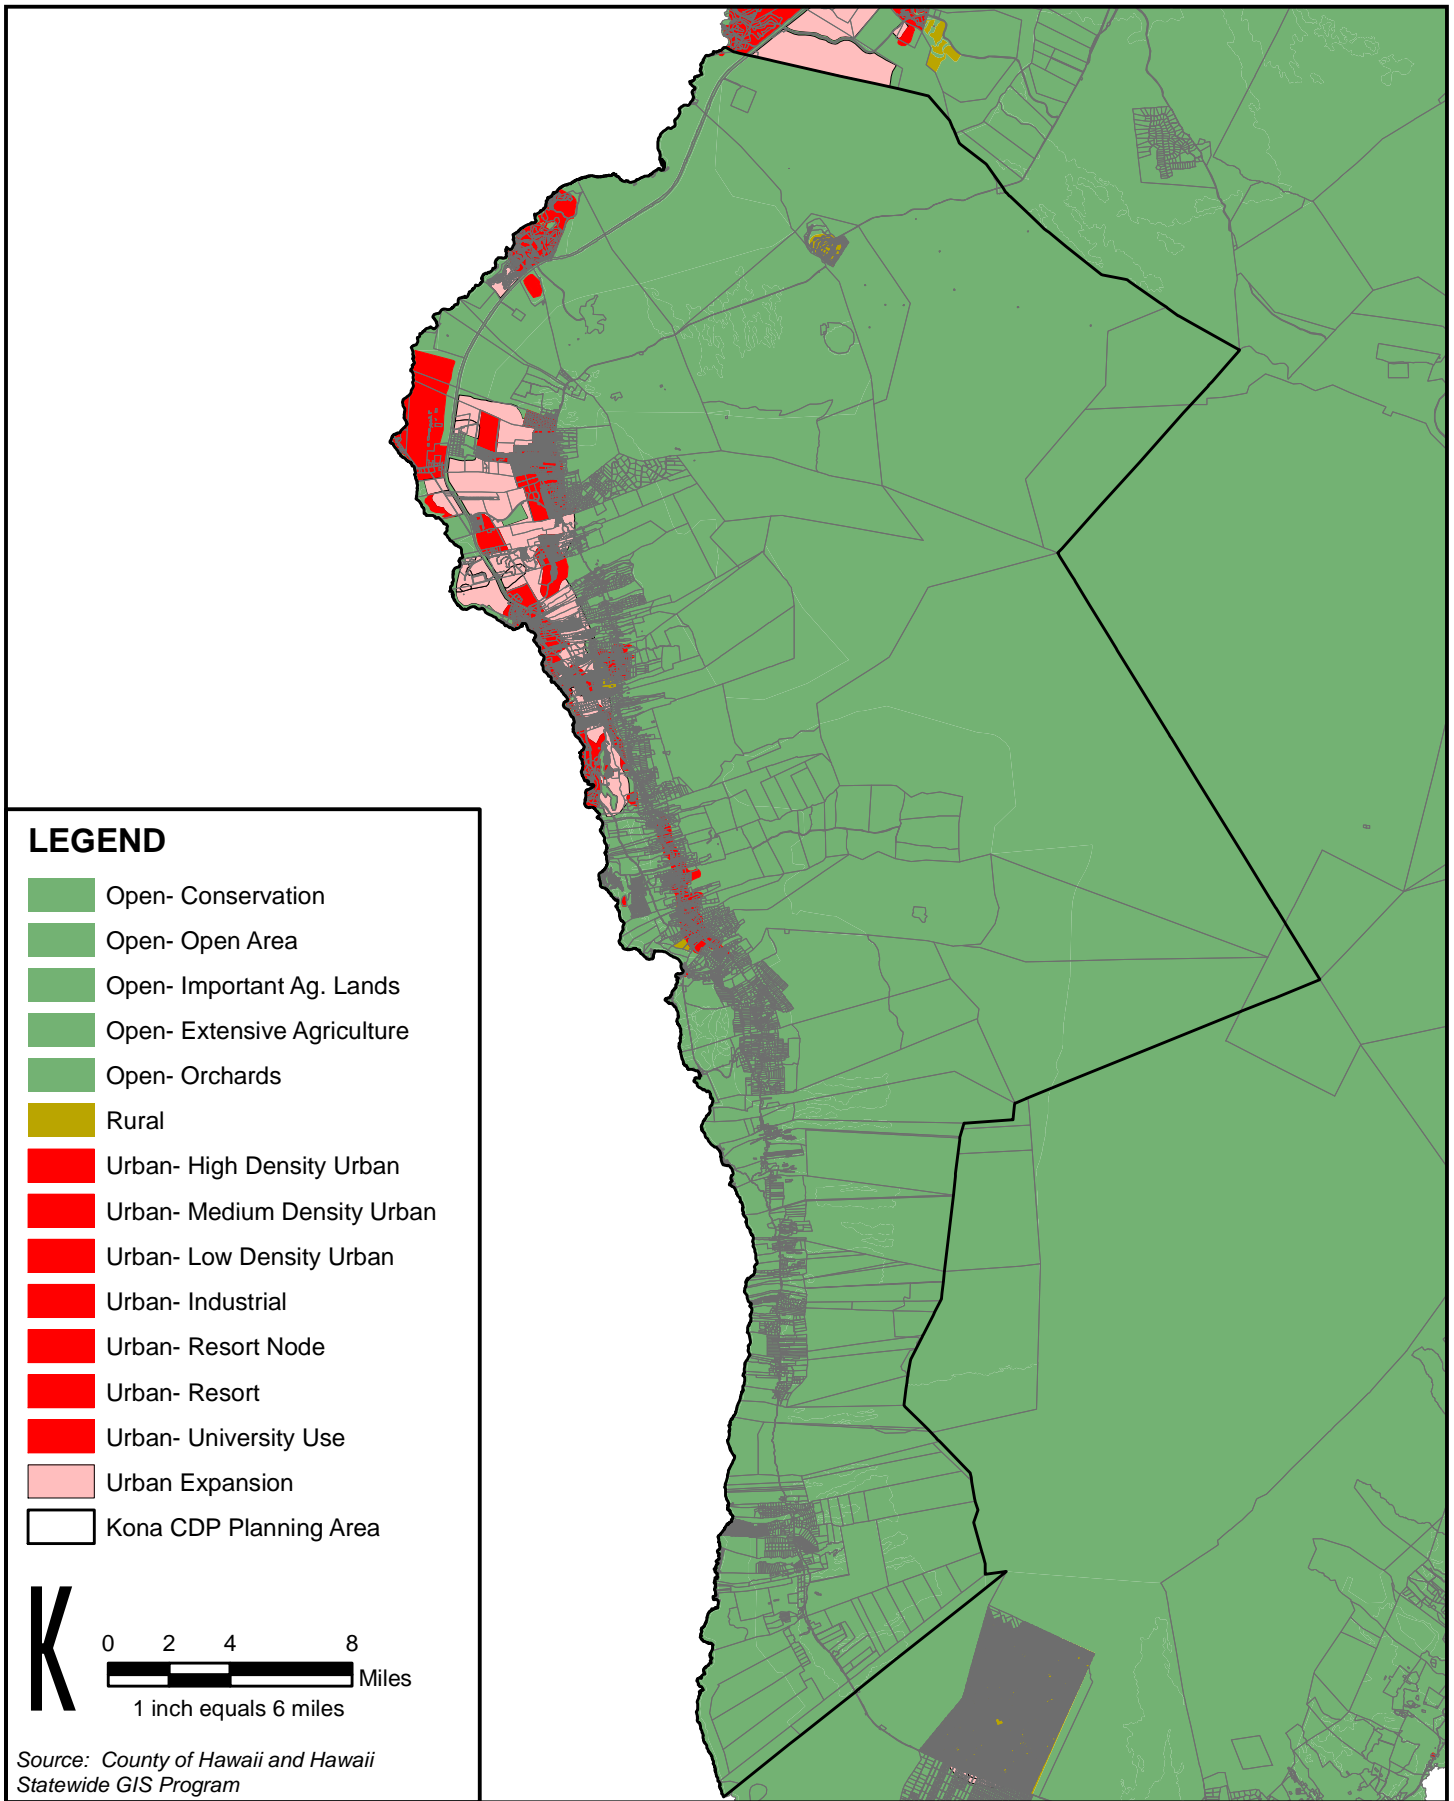 LEGEND
Open- Conservation
Open- Open Area
Open- Important Ag. Lands
Open- Extensive Agriculture
Open- Orchards
Rural
Urban- High Density Urban
Urban- Medium Density Urban
Urban- Low Density Urban
Urban- Industrial
Urban- Resort Node
Urban- Resort
Urban- University Use
Urban Expansion
Kona CDP Planning Area
K
0 2 4 8
Miles
1 inch equals 6 miles
Source: County of Hawaii and Hawaii
Statewide GIS Program